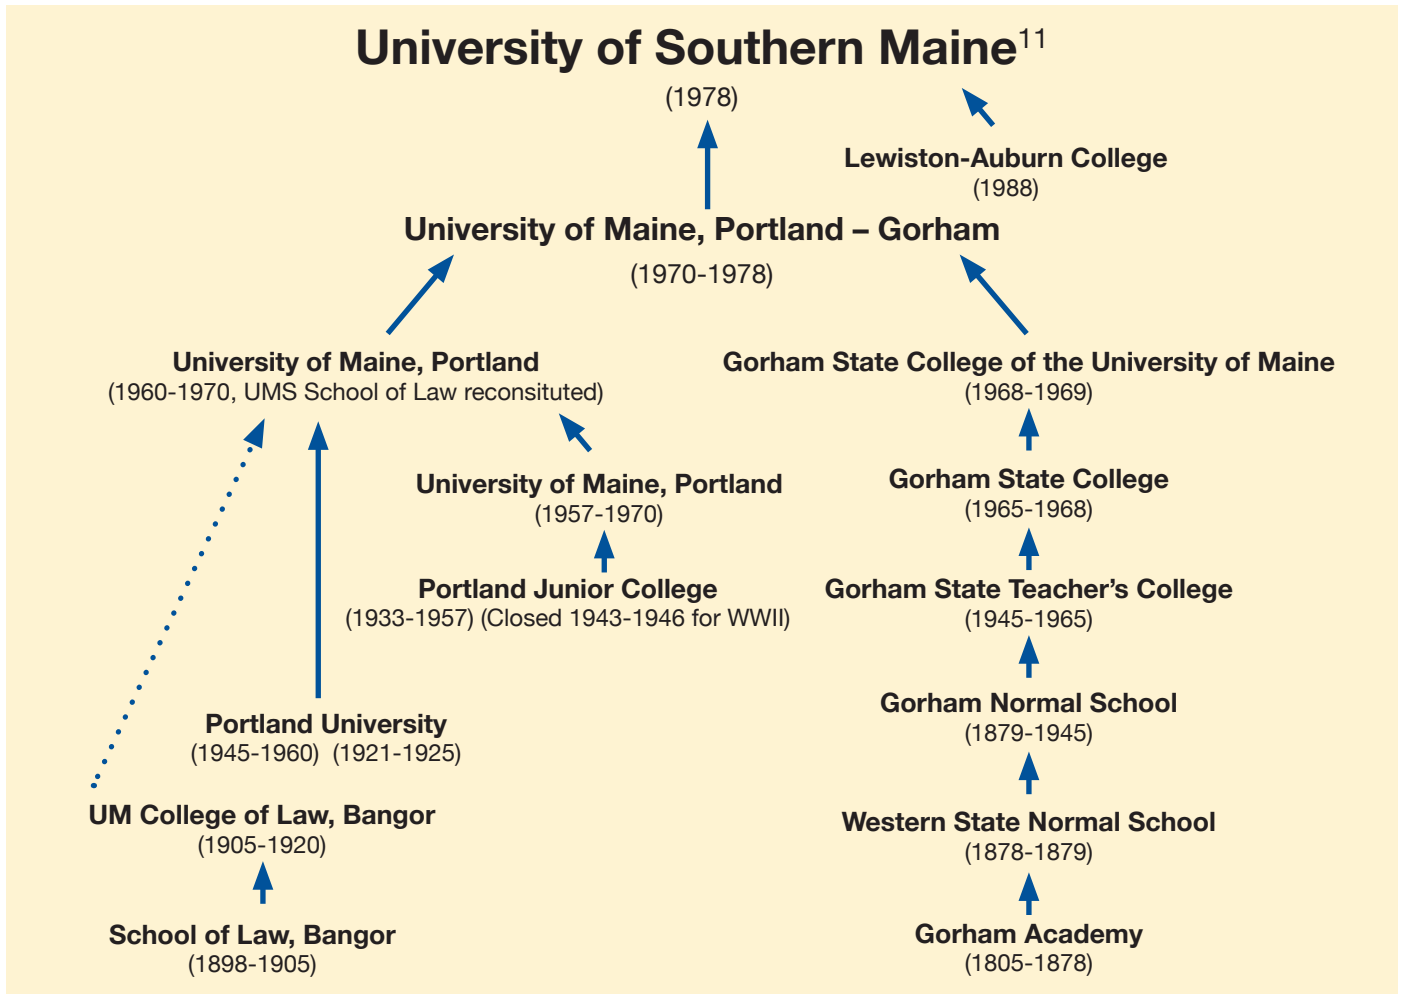 University of Southern Maine11
(1978)
Lewiston-Auburn College
(1988)
University of Maine, Portland – Gorham
(1970-1978)
University of Maine, Portland
(1960-1970, UMS School of Law reconsituted)
Gorham State College of the University of Maine
(1968-1969)
University of Maine, Portland
(1957-1970)
Gorham State College
(1965-1968)
Portland Junior College
(1933-1957) (Closed 1943-1946 for WWII)
Gorham State Teacher’s College
(1945-1965)
Portland University
(1945-1960) (1921-1925)
Gorham Normal School
(1879-1945)
UM College of Law, Bangor
(1905-1920)
Western State Normal School
(1878-1879)
School of Law, Bangor
(1898-1905)
Gorham Academy
(1805-1878)